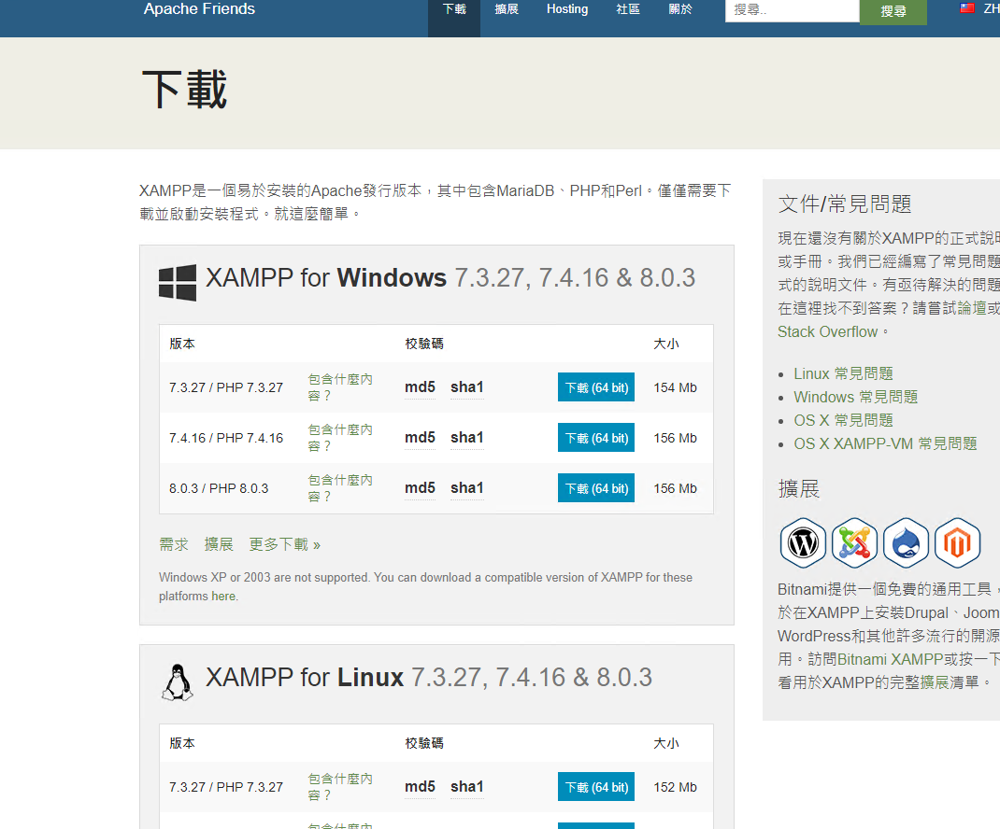 Apache Friends
下載 擴展 Hosting 社區 關於 搜尋.. 搜尋 ZH
下載
XAMPP是一個易於安裝的Apache發行版本，其中包含MariaDB、PHP和Perl。僅僅需要下
載並啟動安裝程式。就這麼簡單。
XAMPP for Windows 7.3.27, 7.4.16 & 8.0.3
版本 校驗碼 大小
7.3.27 / PHP 7.3.27 包含什麼內 md5 sha1 下載 (64 bit) 154 Mb
容？
7.4.16 / PHP 7.4.16 包含什麼內 md5 sha1 下載 (64 bit) 156 Mb
容？
8.0.3 / PHP 8.0.3 包含什麼內 md5 sha1 下載 (64 bit) 156 Mb
容？
需求 擴展 更多下載 »
Windows XP or 2003 are not supported. You can download a compatible version of XAMPP for these
platforms here.
XAMPP for Linux 7.3.27, 7.4.16 & 8.0.3
版本 校驗碼 大小
7.3.27 / PHP 7.3.27 包含什麼內 md5 sha1 下載 (64 bit) 152 Mb
容？
包含什麼內
文件/常見問題
現在還沒有關於XAMPP的正式說明
或手冊。我們已經編寫了常見問題
式的說明文件。有亟待解決的問題
在這裡找不到答案？請嘗試論壇或
Stack Overflow。
Linux 常見問題
Windows 常見問題
OS X 常見問題
OS X XAMPP-VM 常見問題
擴展
Bitnami提供一個免費的通用工具，
於在XAMPP上安裝Drupal、Joom
WordPress和其他許多流行的開源
用。訪問Bitnami XAMPP或按一下
看用於XAMPP的完整擴展清單。